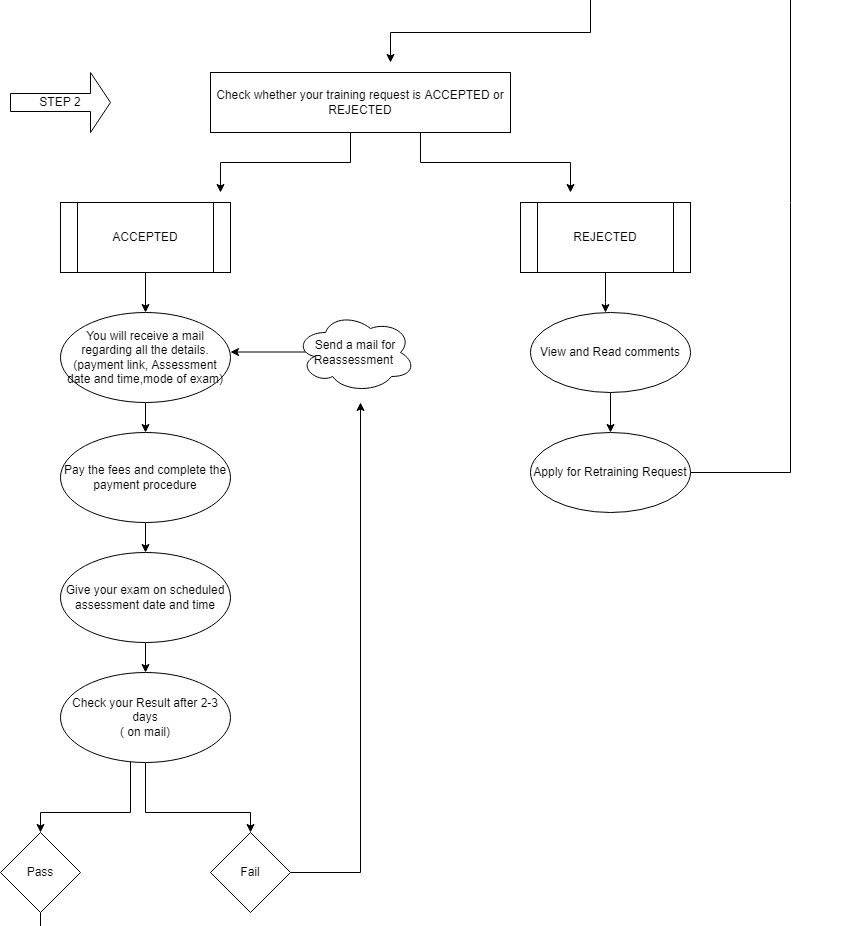 STEP 2
Check whether your training request is ACCEPTED or
REJECTED
ACCEPTED
REJECTED
You will receive a mail
regarding all the details.
(payment link, Assessment
date and time,mode of exam)
Send a mail for
Reassessment
View and Read comments
Pay the fees and complete the
payment procedure
Apply for Retraining Request
Give your exam on scheduled
assessment date and time
Check your Result after 2-3
days
( on mail)
Pass
Fail